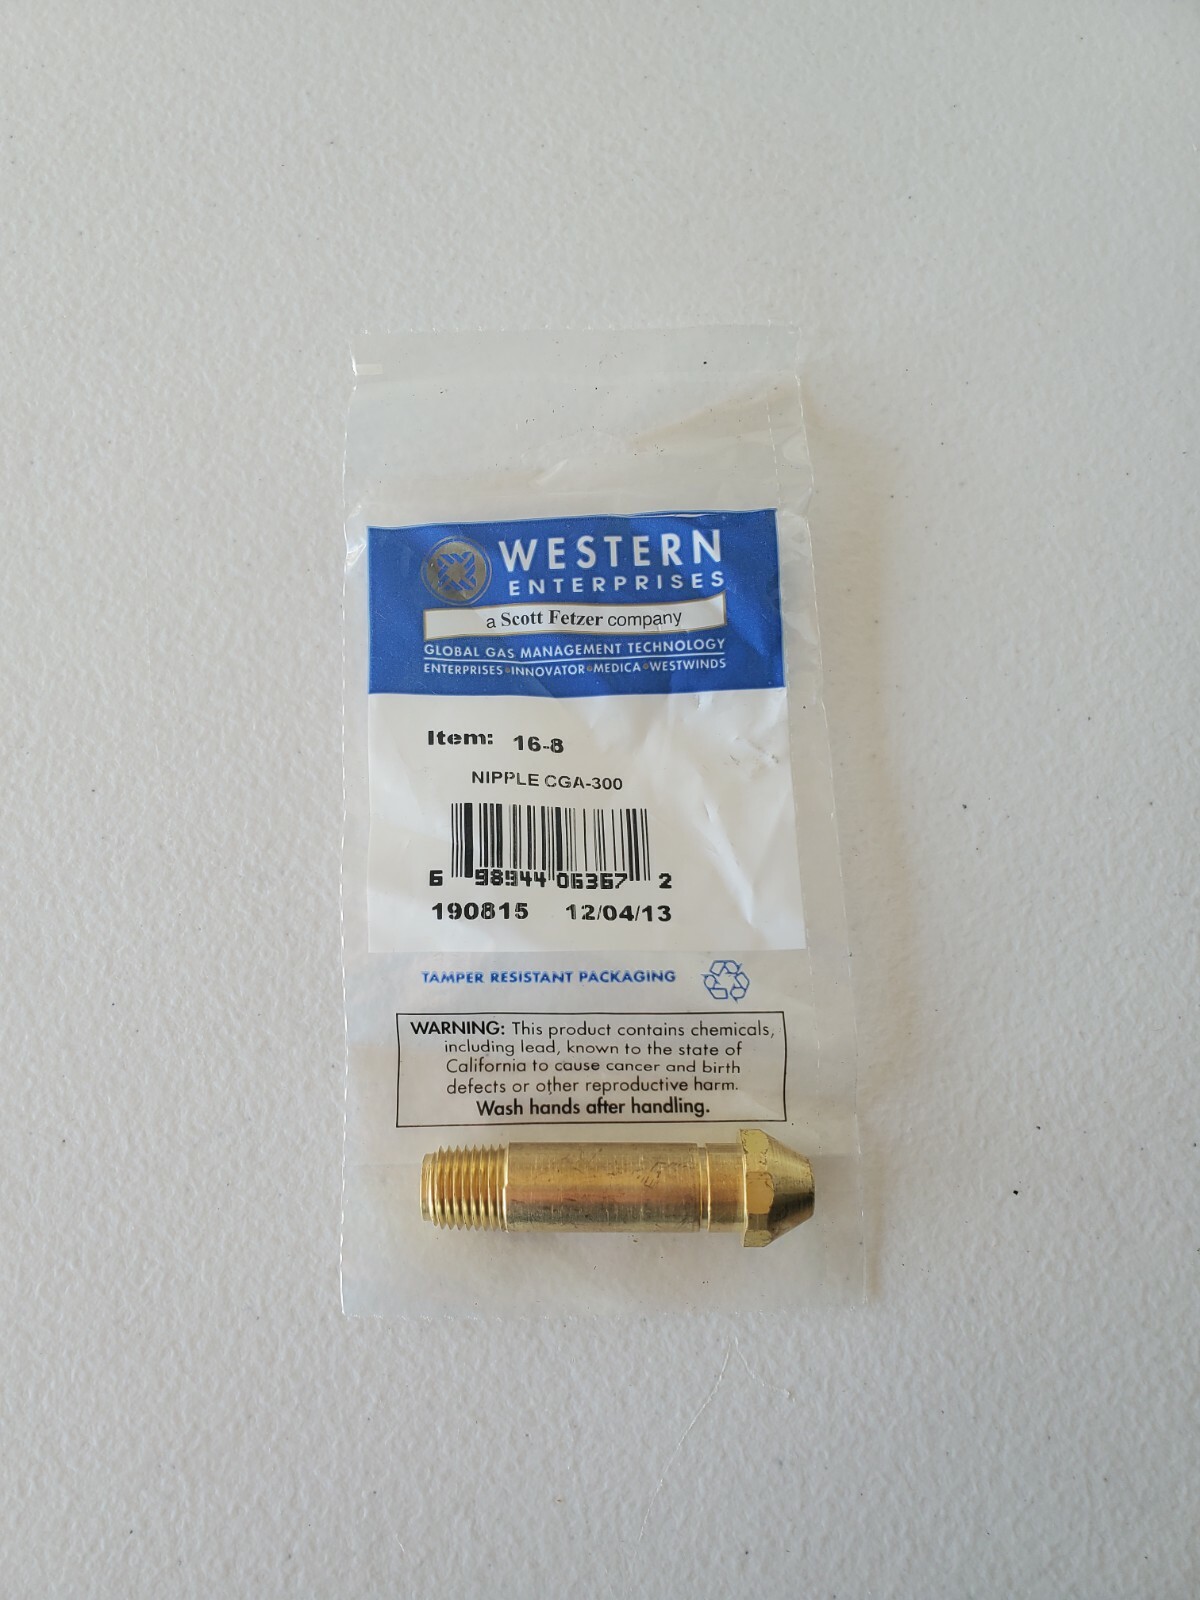 WESTERN
ENTERPRISES
a Scott Fetzer company
GLOBAL GAS MANAGEMENT TECHNOLOGY
ENTERPRISES•INNOVATOR•MEDICA•WESTWINDS
Item: 16-8
NIPPLE CGA-300
6 98944 06367 2
190815 12/04/13
TAMPER RESISTANT PACKAGING
WARNING: This product contains chemicals,
including lead, known to the state of
California to cause cancer and birth
defects or other reproductive harm.
Wash hands after handling.